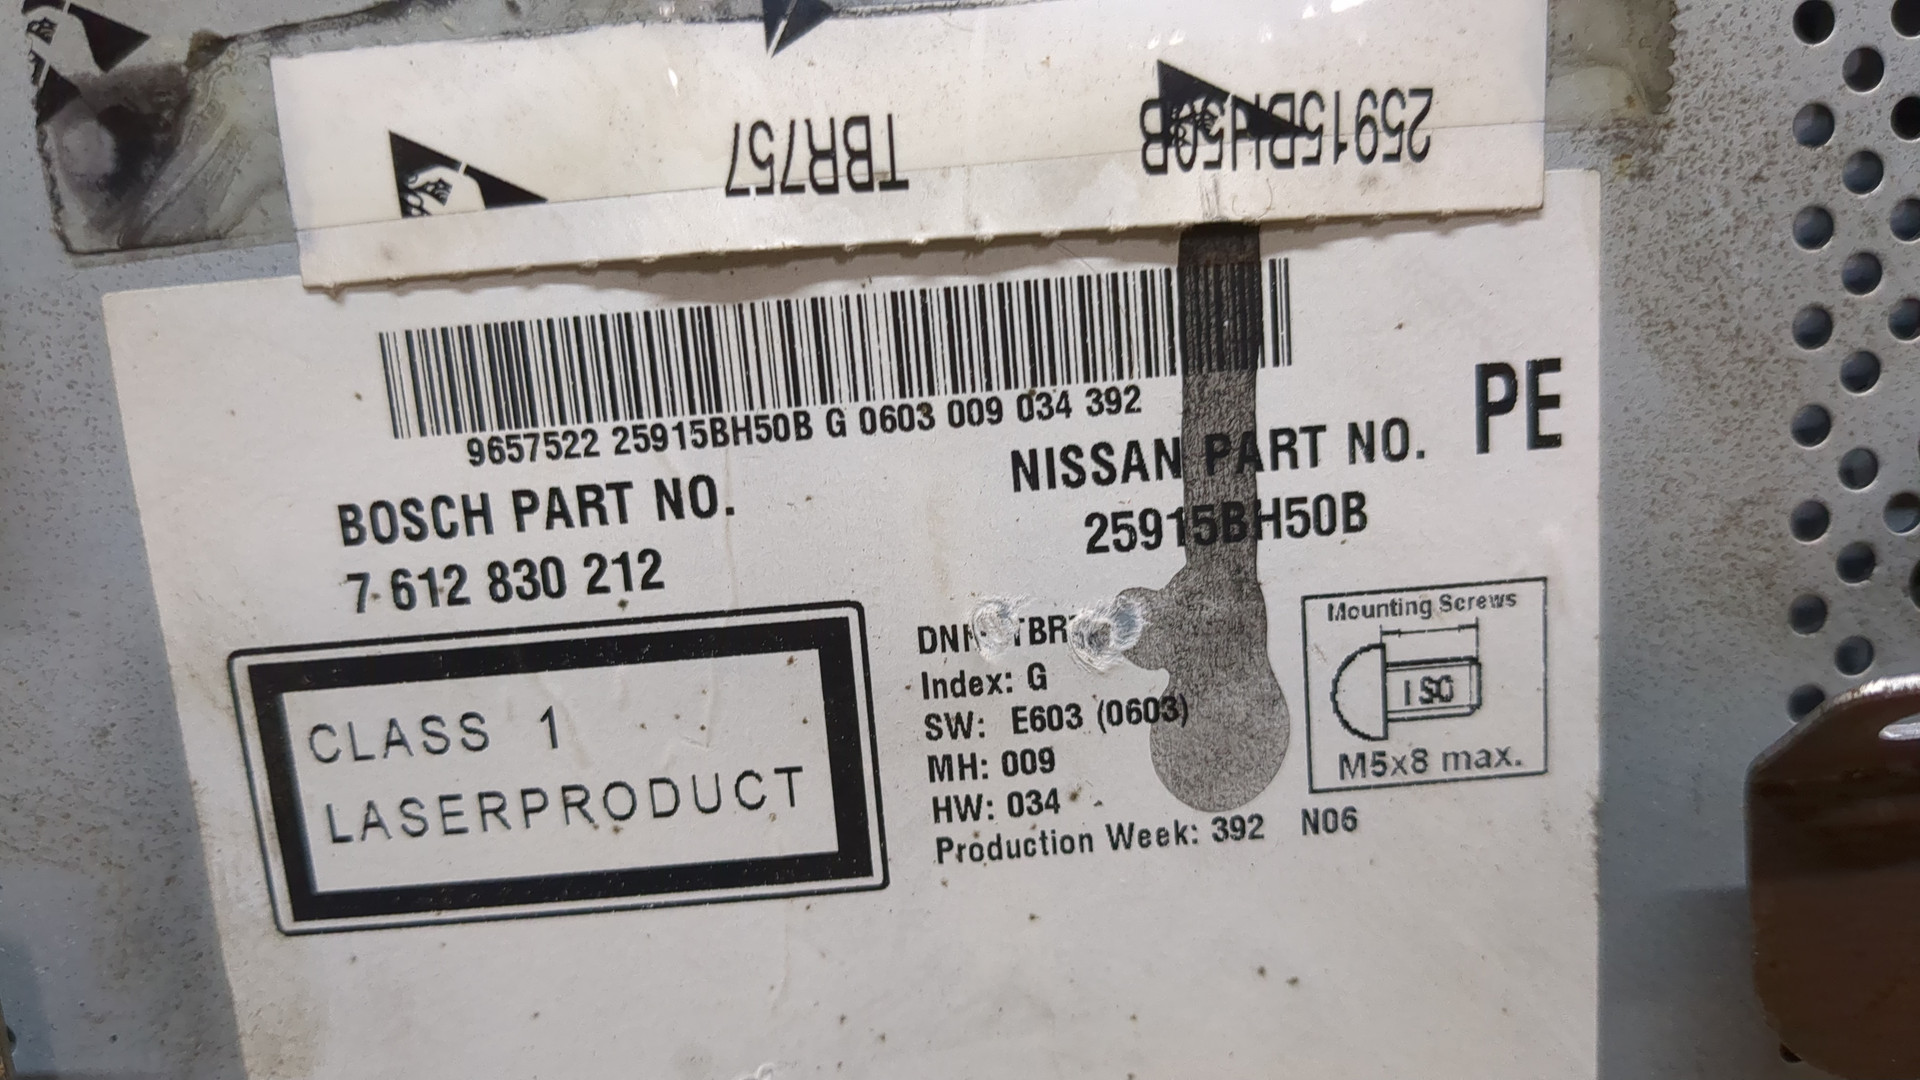 TBR757
25915BH50B
9657522 25915BH50B G 0603 009 034 392
BOSCH PART NO.
7 612 830 212
NISSAN PART NO.
25915BH50B
PE
CLASS 1
LASERPRODUCT
Index: G
SW: E603 (0603)
MH: 009
HW: 034
Production Week: 392 N06
Mounting Screws
ISO
M5x8 max.